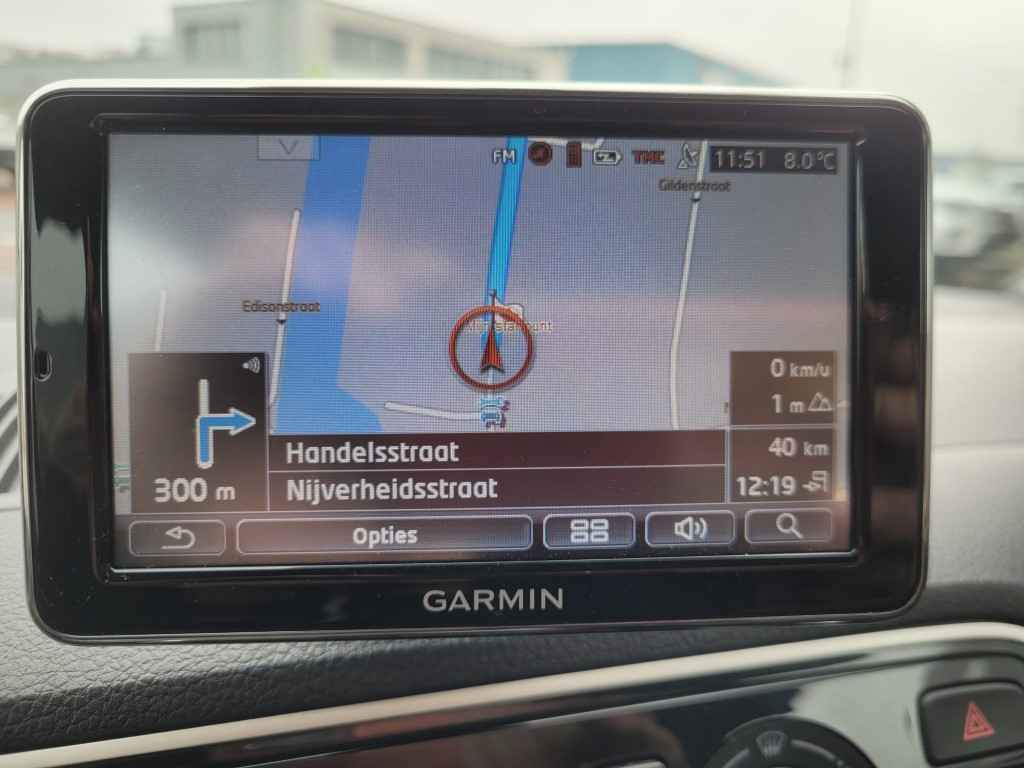 FM TMC 11:51 8.0°C
Gildenstraat
Edisonstraat
0 km/u
1 m
Handelsstraat
40 km
Nijverheidsstraat
300 m
12:19
Opties
GARMIN